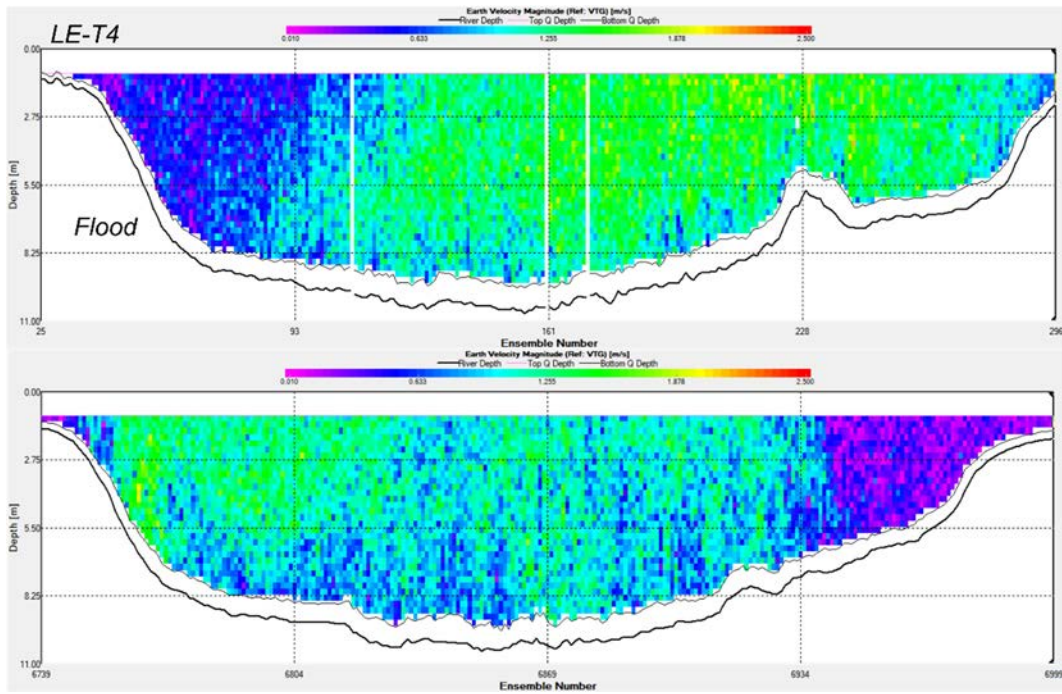 Earth Velocity Magnitude (Ref: VTG) [m/s]
River Depth Top Q Depth Bottom Q Depth
LE-T4
0.010 0.633 1.255 1.878 2.500
0.00
2.75
5.50
8.25
11.00
Depth [m]
Flood
25 93 161 228 296
Ensemble Number
Earth Velocity Magnitude (Ref: VTG) [m/s]
River Depth Top Q Depth Bottom Q Depth
0.010 0.633 1.255 1.878 2.500
0.00
2.75
5.50
8.25
11.00
Depth [m]
6739 6804 6869 6934 6999
Ensemble Number